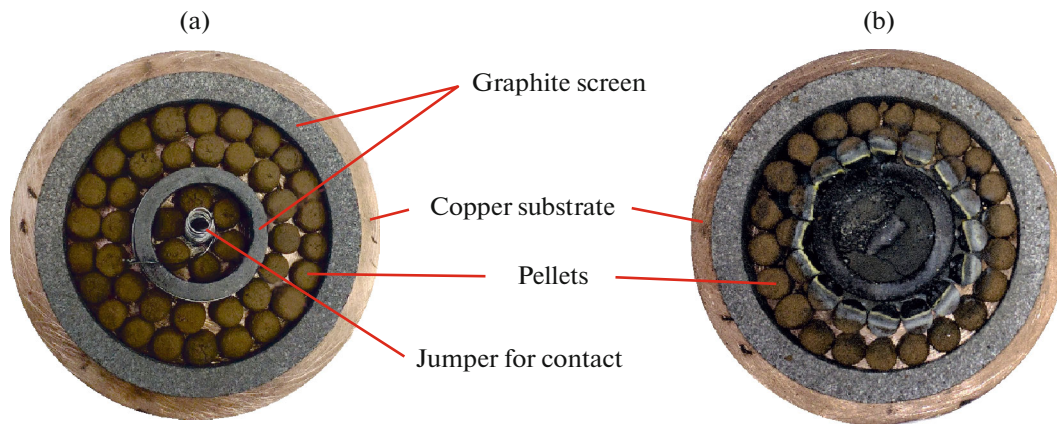 (a)
(b)
Graphite screen
Copper substrate
Pellets
Jumper for contact